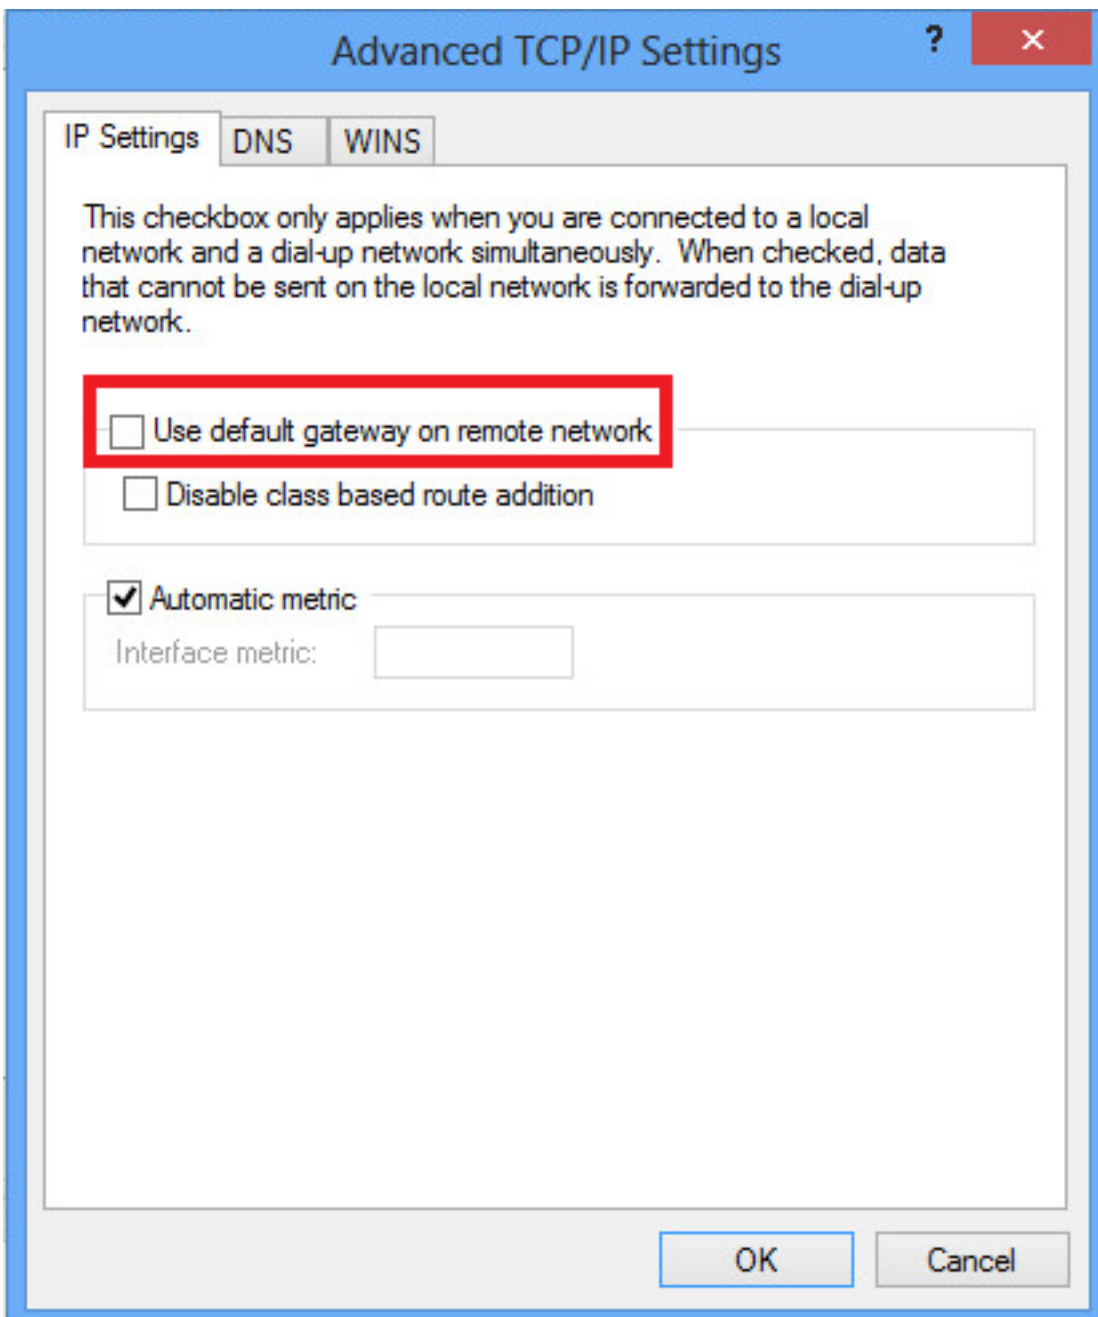 Advanced TCP/IP Settings
?
IP Settings
DNS
WINS
This checkbox only applies when you are connected to a local
network and a dial-up network simultaneously.  When checked, data
that cannot be sent on the local network is forwarded to the dial-up
network.
Use default gateway on remote network
Disable class based route addition
Automatic metric
Interface metric:
OK
Cancel